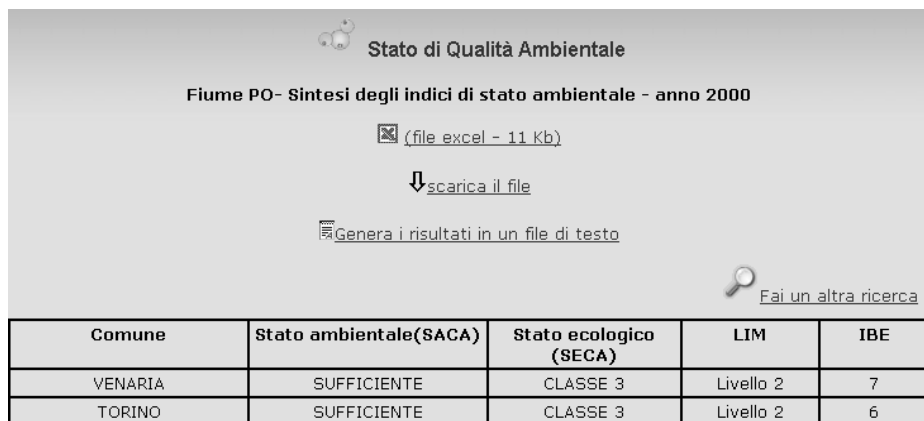 Stato di Qualità Ambientale
Fiume PO- Sintesi degli indici di stato ambientale - anno 2000
(file excel - 11 Kb)
scarica il file
Genera i risultati in un file di testo
Fai un altra ricerca
Comune Stato ambientale(SACA) Stato ecologico (SECA) LIM IBE
VENARIA SUFFICIENTE CLASSE 3 Livello 2 7
TORINO SUFFICIENTE CLASSE 3 Livello 2 6